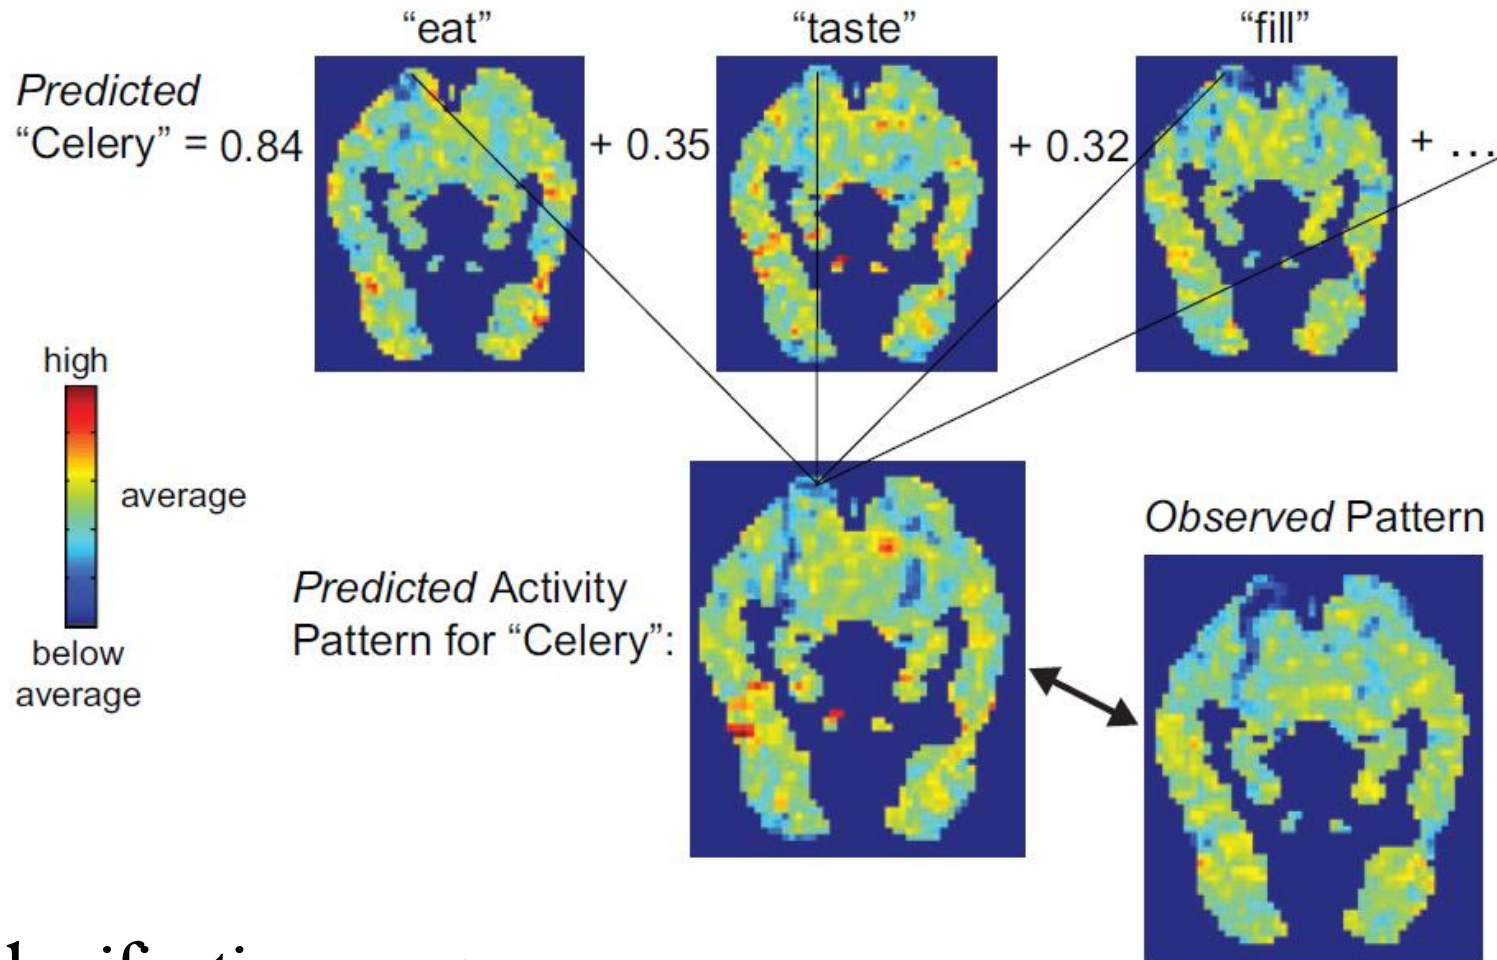 “eat” “taste” “fill”
Predicted
“Celery” = 0.84 + 0.35 + 0.32 + ...
high
average
below
average
Predicted Activity
Pattern for “Celery”:
Observed Pattern